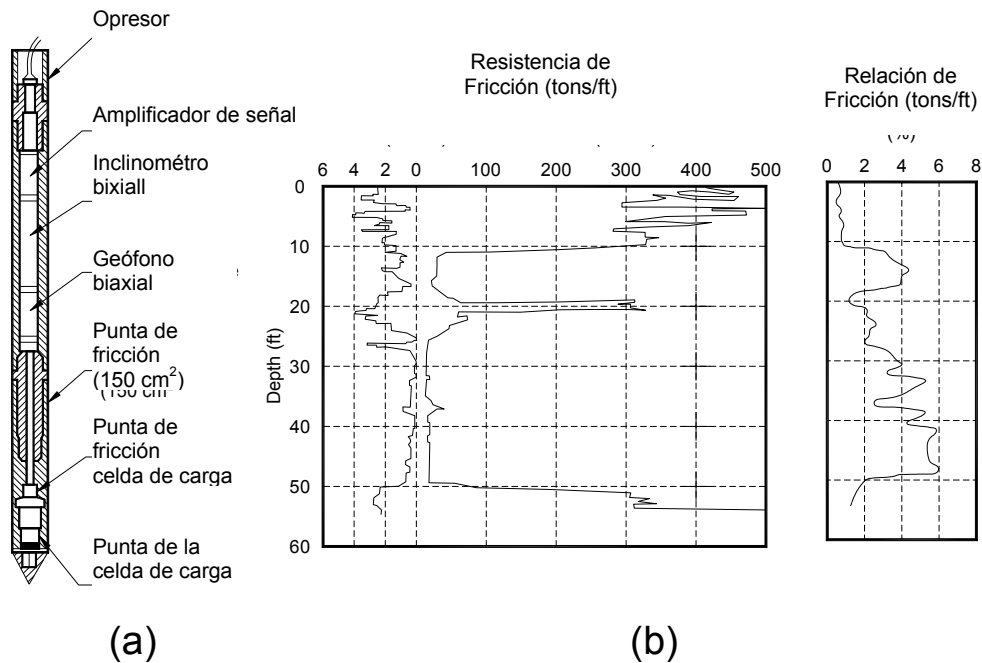 Opresor
Amplificador de señal
Inclinométro
bixiall
Geófono
biaxial
Punta de
fricción
(150 cm²)
Punta de
fricción
celda de carga
Punta de la
celda de carga
(a)
Resistencia de
Fricción (tons/ft)
6 4 2 0 100 200 300 400 500
0
10
20
30
40
50
60
Depth (ft)
Relación de
Fricción (tons/ft)
(%)
0 2 4 6 8
(b)